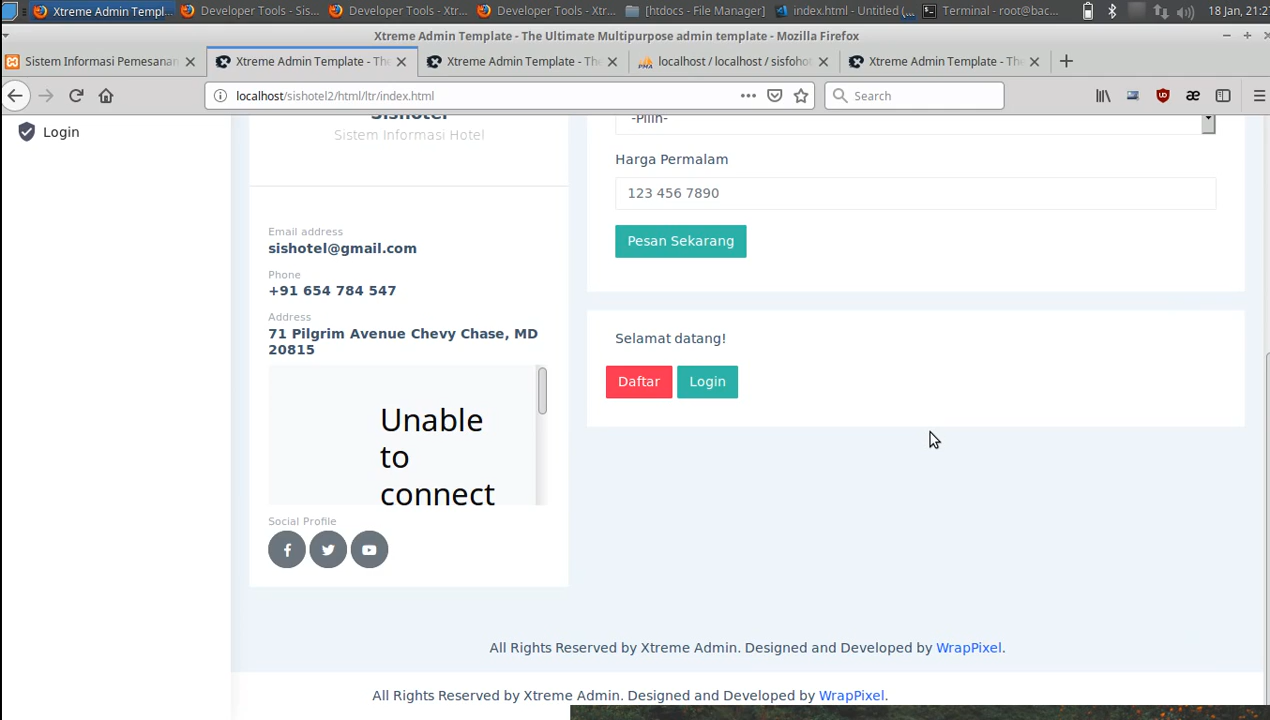 Xtreme Admin Templ...
Developer Tools - Sis...
Developer Tools - Xtr...
Developer Tools - Xtr...
[htdocs - File Manager]
index.html - Untitled (...
Terminal - root@bac...
18 Jan, 21:2
Xtreme Admin Template - The Ultimate Multipurpose admin template - Mozilla Firefox
Sistem Informasi Pemesanan
Xtreme Admin Template - The
Xtreme Admin Template - The
localhost / localhost / sisfohot
Xtreme Admin Template - The
localhost/sishotel2/html/ltr/index.html
Search
Login
Sishotel
Sistem Informasi Hotel
Email address
sishotel@gmail.com
Phone
+91 654 784 547
Address
71 Pilgrim Avenue Chevy Chase, MD
20815
Unable
to
connect
Social Profile
-Pilih-
Harga Permalam
123 456 7890
Pesan Sekarang
Selamat datang!
Daftar
Login
All Rights Reserved by Xtreme Admin. Designed and Developed by WrapPixel.
All Rights Reserved by Xtreme Admin. Designed and Developed by WrapPixel.